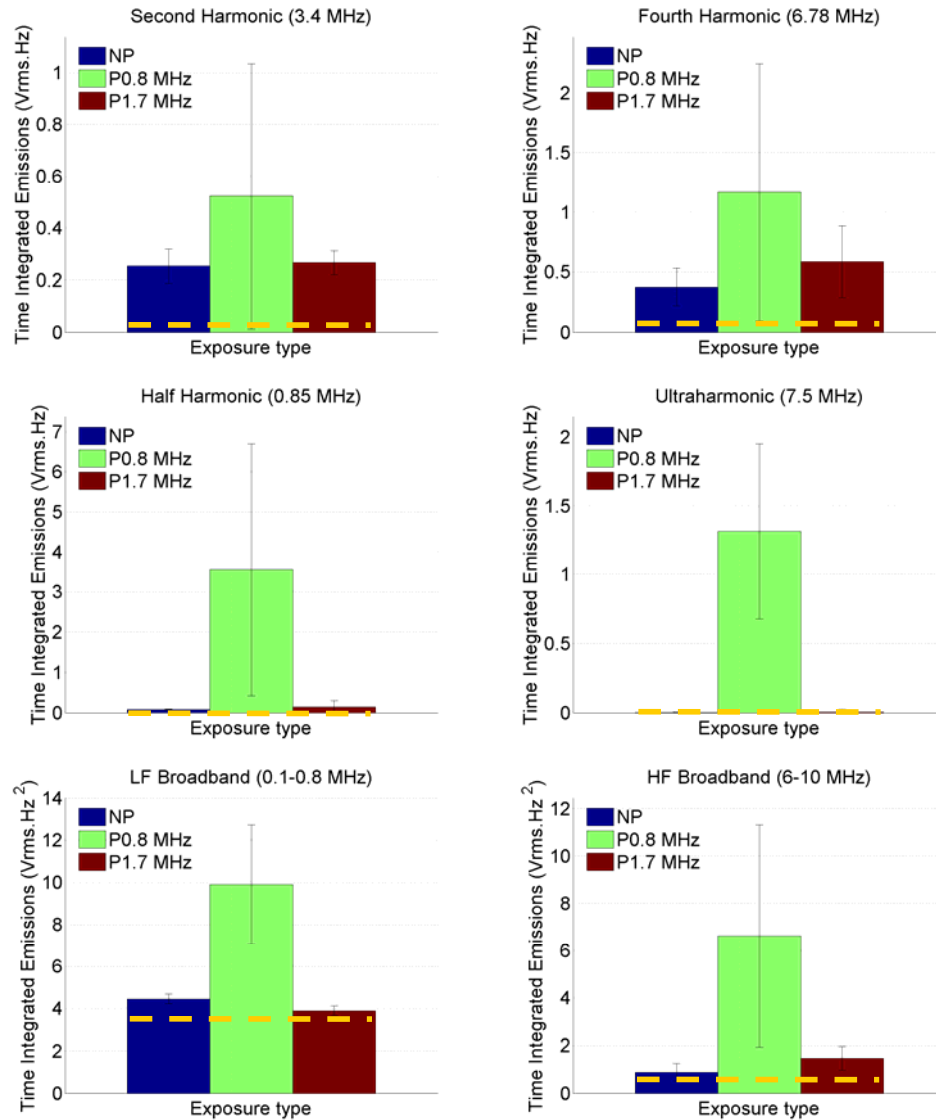 Second Harmonic (3.4 MHz)
Time Integrated Emissions (Vrms.Hz)
1
0.8
0.6
0.4
0.2
0
NP
P0.8 MHz
P1.7 MHz
Exposure type
Fourth Harmonic (6.78 MHz)
Time Integrated Emissions (Vrms.Hz)
2
1.5
1
0.5
0
NP
P0.8 MHz
P1.7 MHz
Exposure type
Half Harmonic (0.85 MHz)
Time Integrated Emissions (Vrms.Hz)
7
6
5
4
3
2
1
0
NP
P0.8 MHz
P1.7 MHz
Exposure type
Ultraharmonic (7.5 MHz)
Time Integrated Emissions (Vrms.Hz)
2
1.5
1
0.5
0
NP
P0.8 MHz
P1.7 MHz
Exposure type
LF Broadband (0.1-0.8 MHz)
Time Integrated Emissions (Vrms.Hz ²)
14
12
10
8
6
4
2
0
NP
P0.8 MHz
P1.7 MHz
Exposure type
HF Broadband (6-10 MHz)
Time Integrated Emissions (Vrms.Hz ²)
12
10
8
6
4
2
0
NP
P0.8 MHz
P1.7 MHz
Exposure type